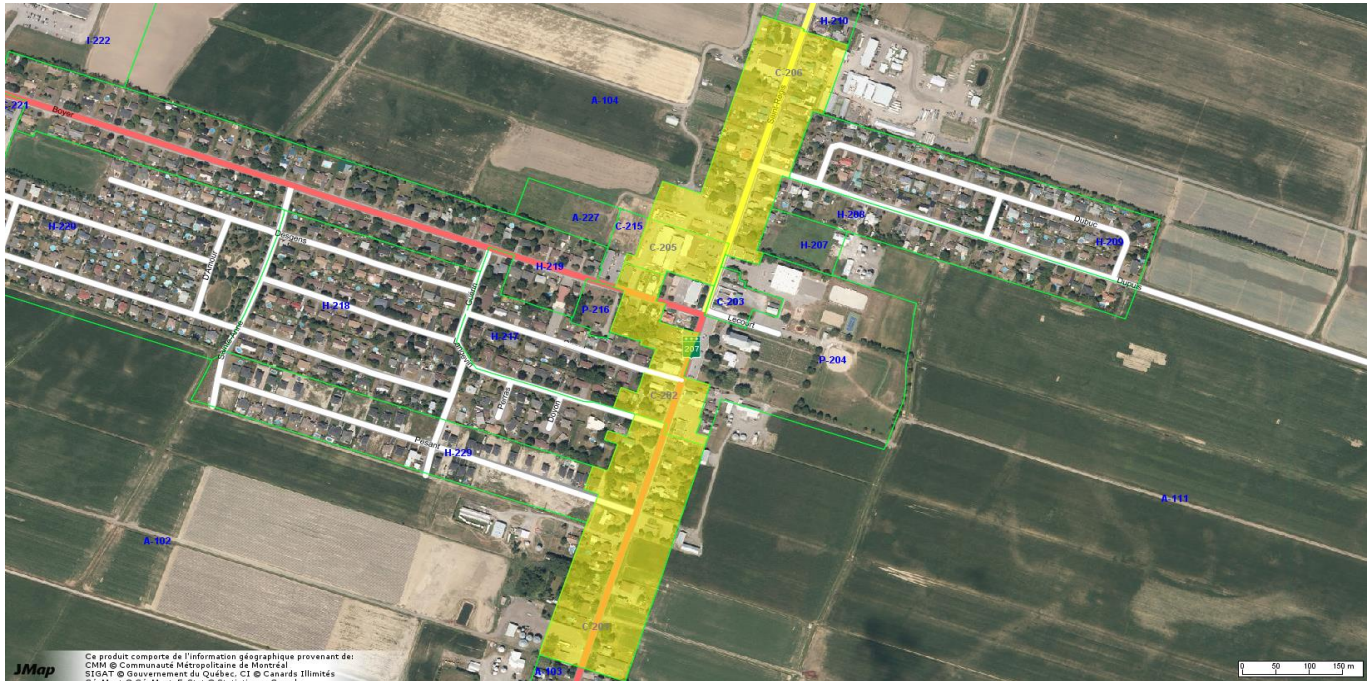 I-222
H-210
C-206
C-221
Boyer
A-104
H-208
Dubuc
H-209
Dubuc
H-220
A-227
C-215
C-205
H-207
H-219
P-216
C-203
Lecourt
H-218
H-217
207
P-204
C-202
Pesant
H-229
A-111
A-102
A-103
JMap
Ce produit comporte de l'information géographique provenant de:
CMM © Communauté Métropolitaine de Montréal
SIGAT © Gouvernement du Québec, CI © Canards Illimités
0 50 100 150 m